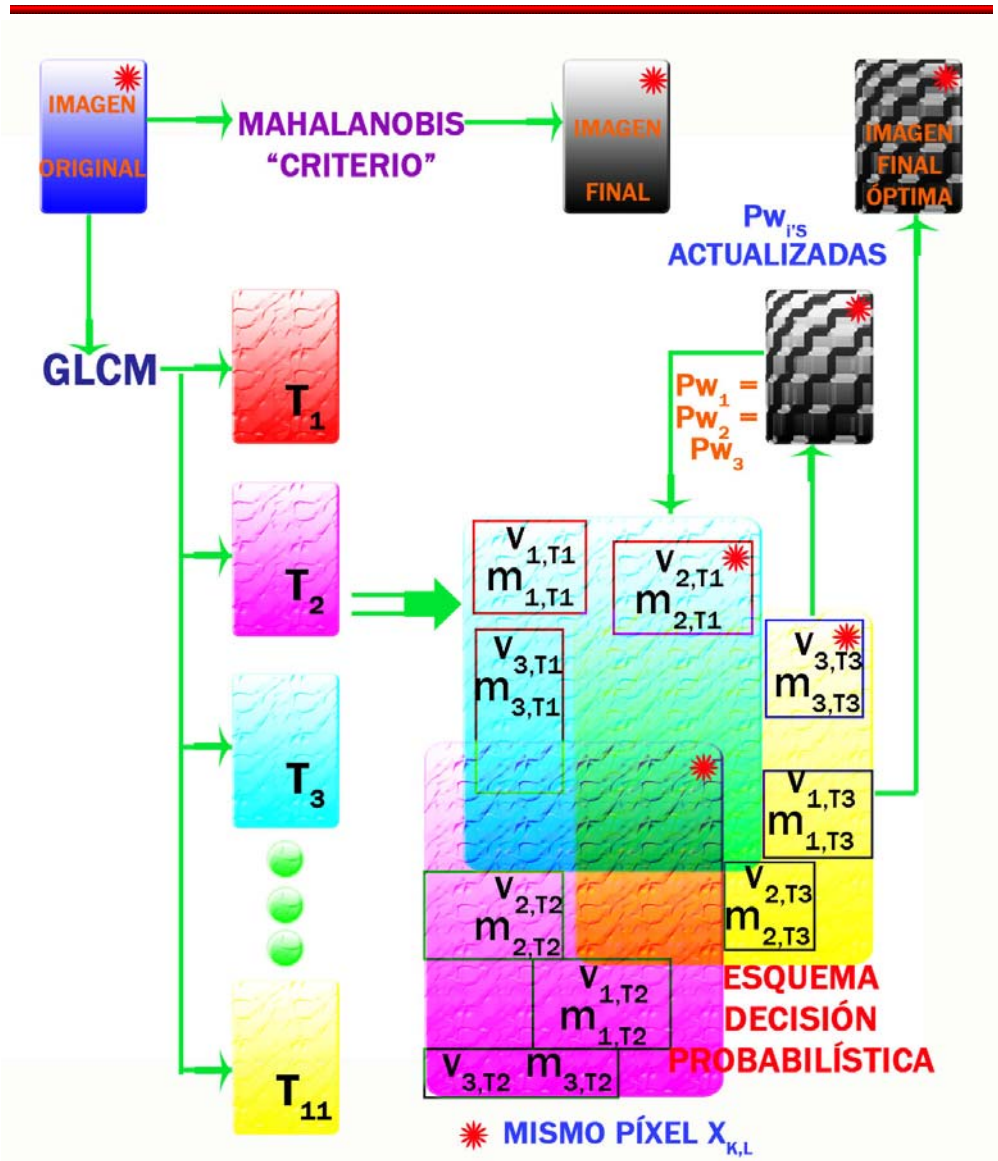 IMAGEN
ORIGINAL
MAHALANOBIS
“CRITERIO”
IMAGEN
FINAL
IMAGEN
FINAL
ÓPTIMA
Pw i'S
ACTUALIZADAS
GLCM
T1
T2
T3
T11
Pw1 =
Pw2 =
Pw3
v1,T1
m1,T1
v2,T1
m2,T1
v3,T1
m3,T1
v3,T3
m3,T3
v1,T3
m1,T3
v2,T3
m2,T3
v2,T2
m2,T2
v1,T2
m1,T2
v3,T2 m3,T2
ESQUEMA
DECISIÓN
PROBABILÍSTICA
MISMO PÍXEL XK,L